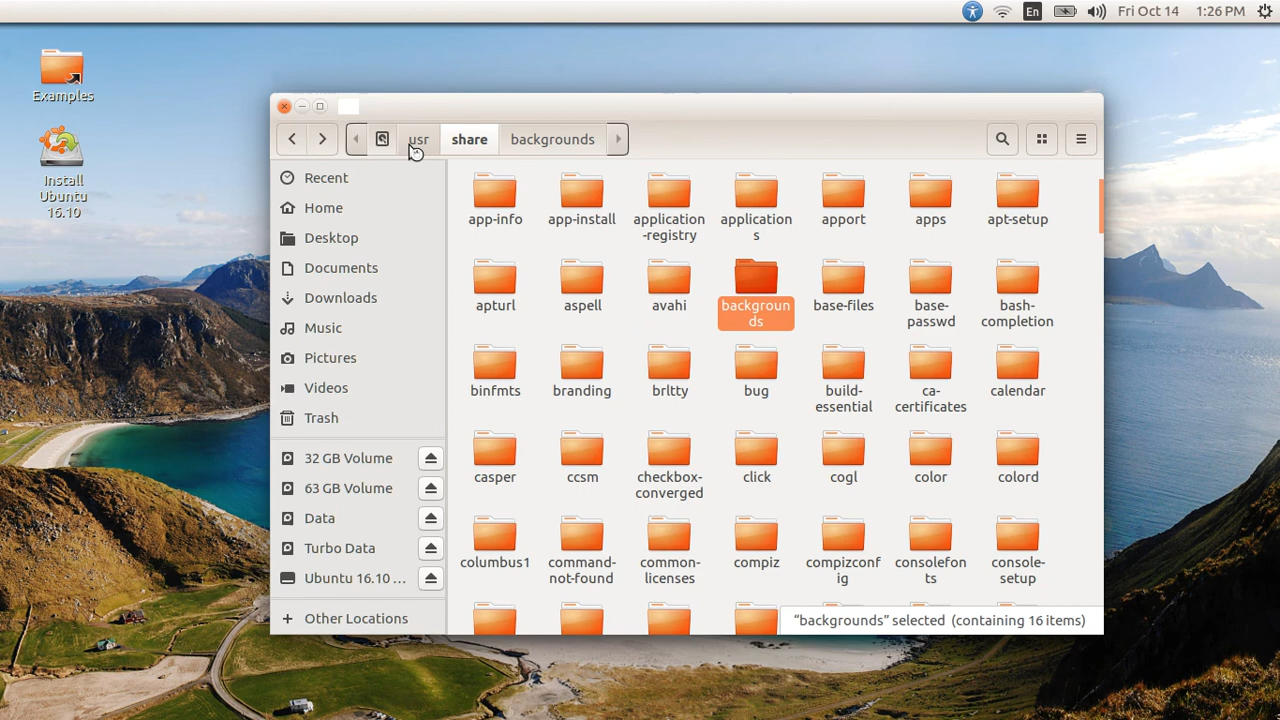 En
Fri Oct 14 1:26 PM
Examples
Install
Ubuntu
16.10
usr share backgrounds
Recent
Home
Desktop
Documents
Downloads
Music
Pictures
Videos
Trash
32 GB Volume
63 GB Volume
Data
Turbo Data
Ubuntu 16.10 ...
Other Locations
app-info app-install application
-registry application
s apport apps apt-setup
apturl aspell avahi backgroun
ds base-files base-
passwd bash-
completion
binfmts branding brltty bug build-
essential ca-
certificates calendar
casper ccsm checkbox-
converged click cogl color colord
columbus1 command-
not-found common-
licenses compiz compizconf
ig consolefon
ts console-
setup
"backgrounds" selected (containing 16 items)